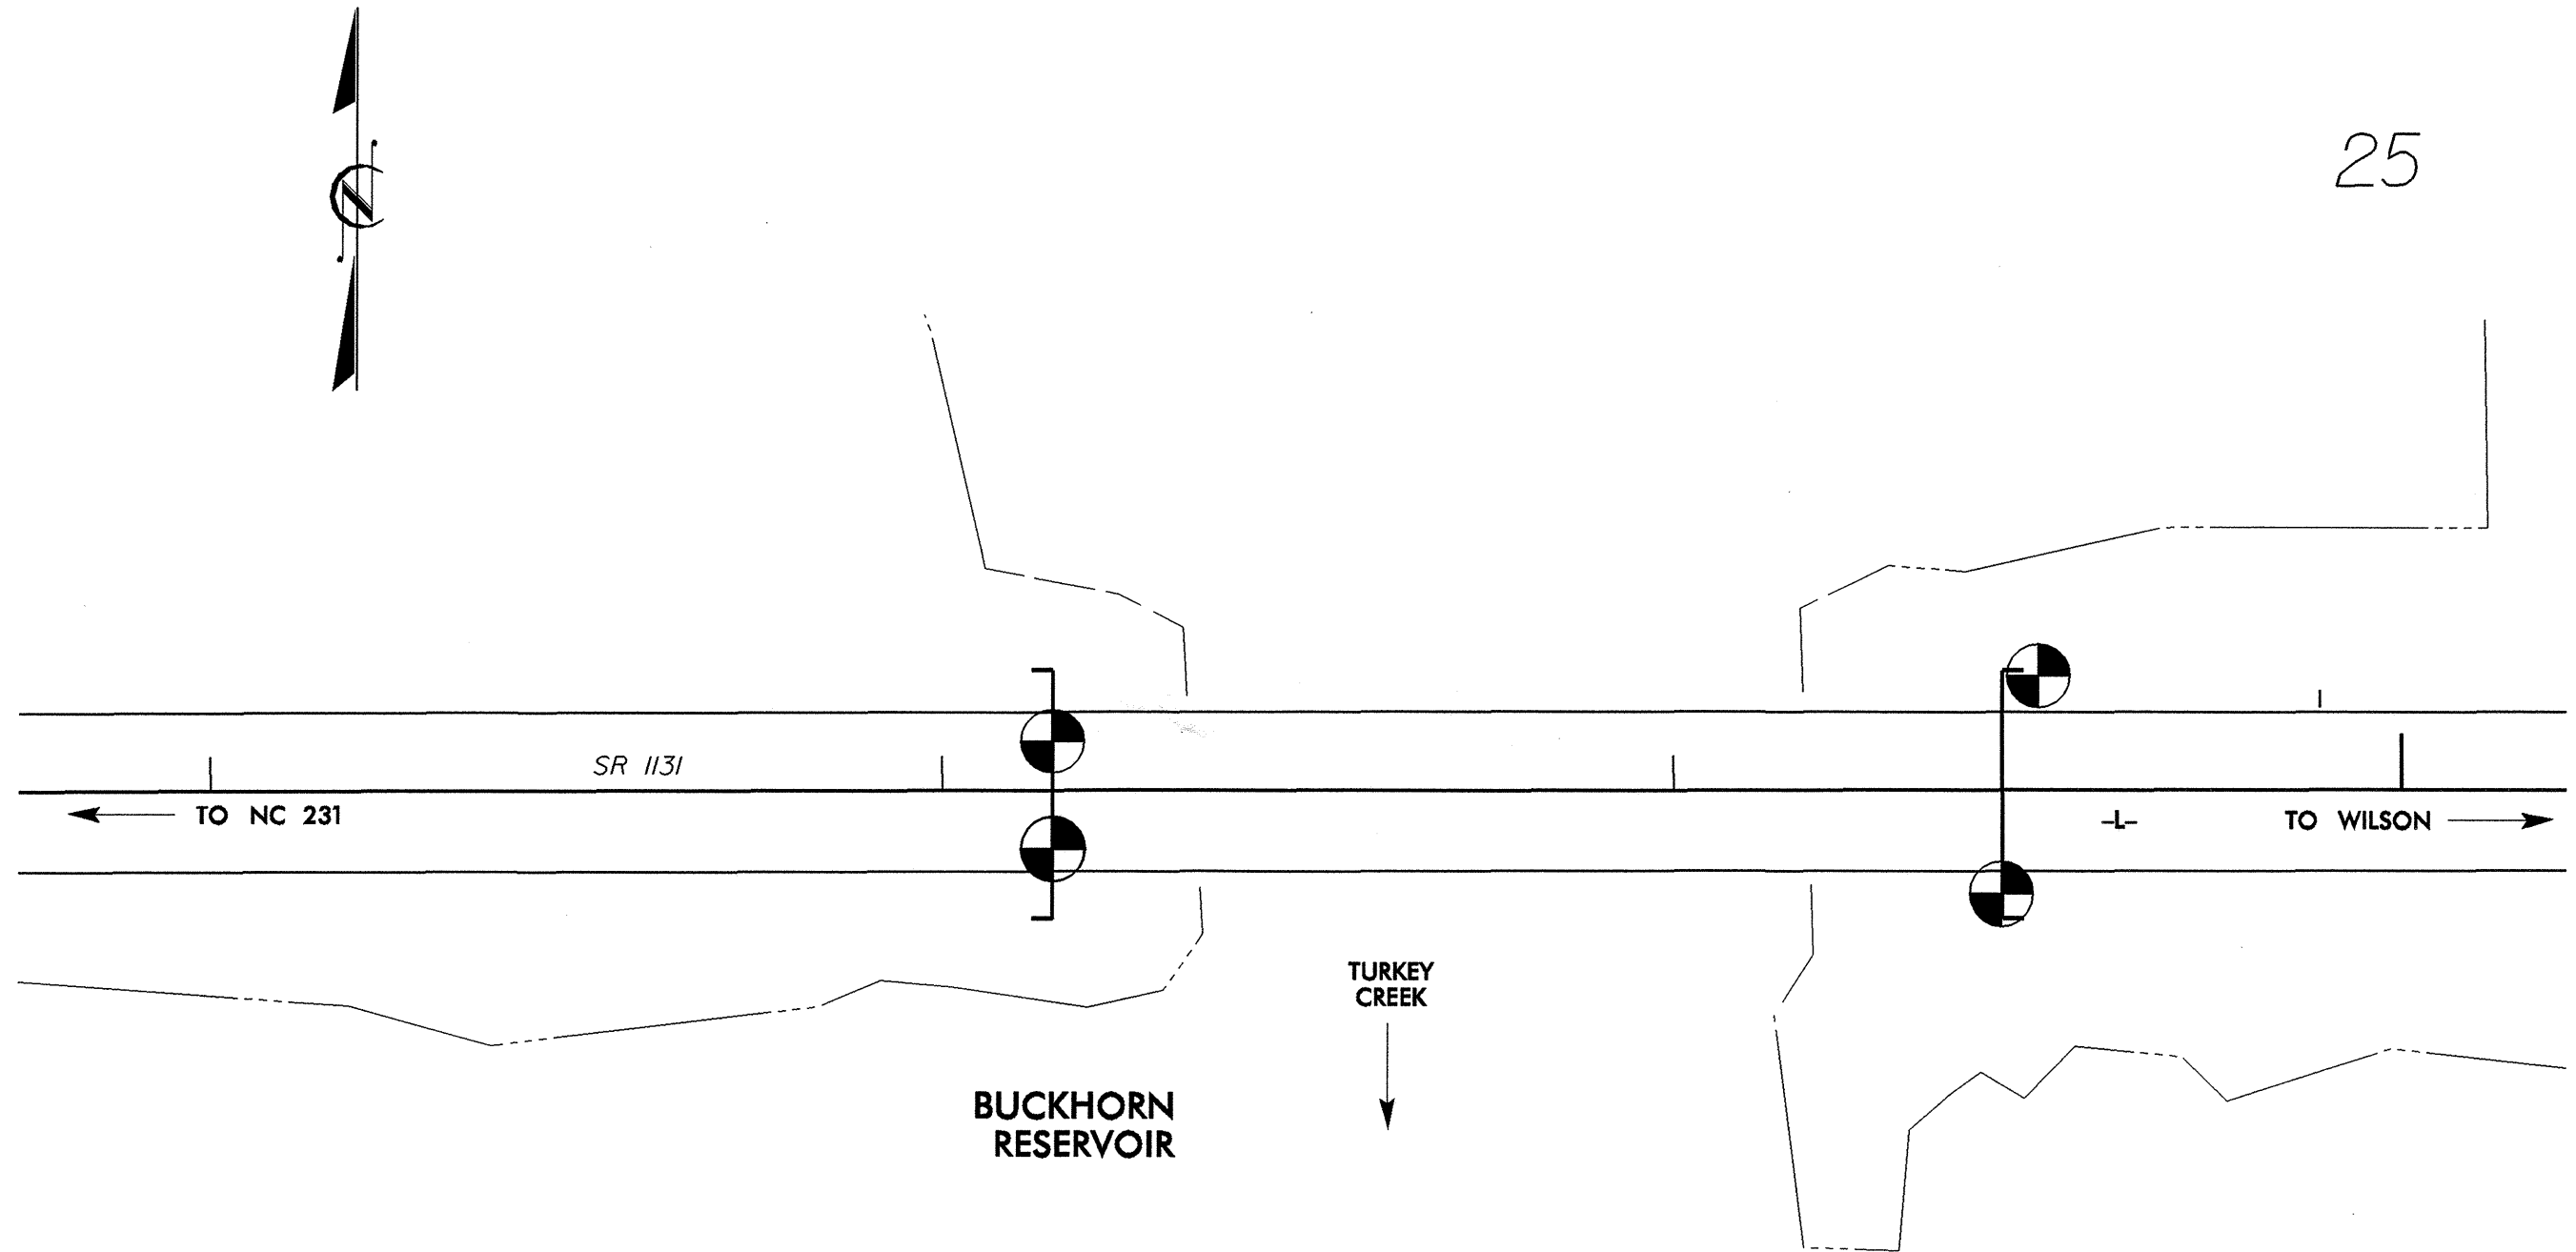 N
25
SR 1131
TO NC 231
-L-
TO WILSON
TURKEY
CREEK
BUCKHORN
RESERVOIR